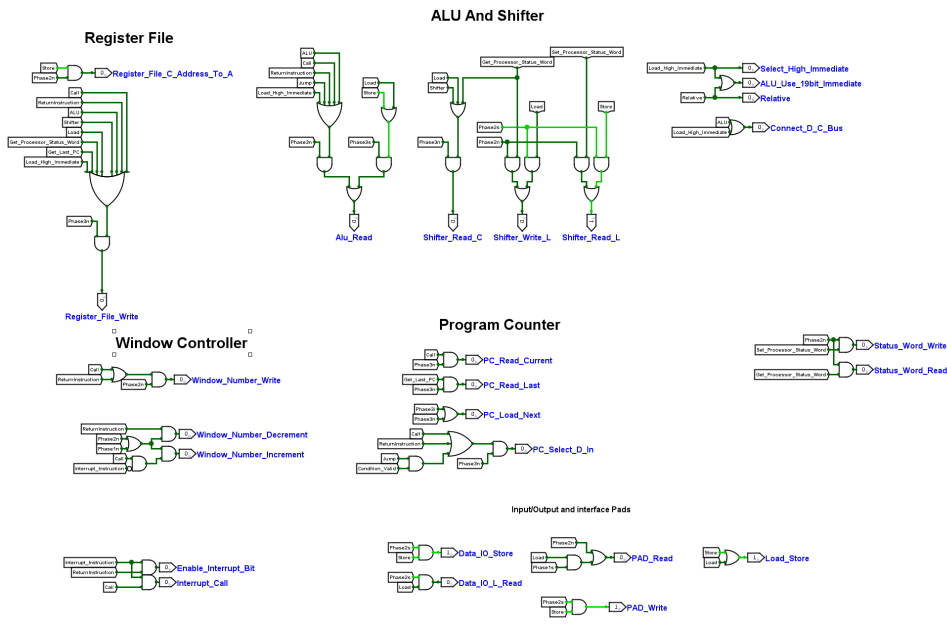 ALU And Shifter
Register File
Store
Phase2n
Register_File_C_Address_To_A
Call
ReturnInstruction
ALU
Shifter
Load
Get_Processor_Status_Word
Get_Last_PC
Load_High_Immediate
Phase3n
Register_File_Write
ALU
Call
ReturnInstruction
Jump
Load_High_Immediate
Load
Store
Phase3n
Phase3s
Alu_Read
Load
Shifter
Phase3n
Shifter_Read_C
Set_Processor_Status_Word
Get_Processor_Status_Word
Load
Store
Phase2s
Phase2n
Shifter_Write_L
Shifter_Read_L
Load_High_Immediate
Relative
Select_High_Immediate
ALU_Use_19bit_Immediate
Relative
ALU
Load_High_Immediate
Connect_D_C_Bus
Window Controller
Call
ReturnInstruction
Phase2n
Window_Number_Write
ReturnInstruction
Phase2n
Phase1n
Call
Interrupt_Instruction
Window_Number_Decrement
Window_Number_Increment
Program Counter
Call
Phase3n
PC_Read_Current
Get_Last_PC
Phase3n
PC_Read_Last
Phase3i
Phase3n
PC_Load_Next
Call
ReturnInstruction
Jump
Condition_Valid
Phase3n
PC_Select_D_In
Phase2n
Set_Processor_Status_Word
Get_Processor_Status_Word
Status_Word_Write
Status_Word_Read
Input/Output and interface Pads
Interrupt_Instruction
ReturnInstruction
Call
Enable_Interrupt_Bit
Interrupt_Call
Phase2s
Store
Data_IO_Store
Phase2s
Load
Data_IO_L_Read
Phase2n
Load
Phase1s
PAD_Read
Phase2s
Store
PAD_Write
Store
Load
Load_Store